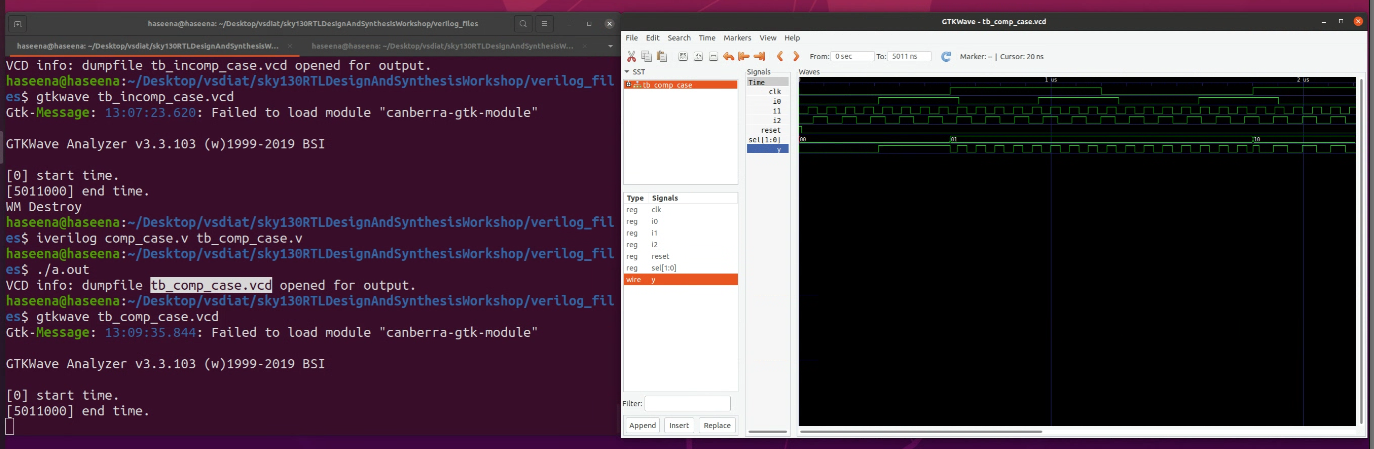 haseena@haseena: ~/Desktop/vsdiat/sky130RTLDesignAndSynthesisWorkshop/verilog_files
haseena@haseena: ~/Desktop/vsdiat/sky130RTLDesignAndSynthesisW...
haseena@haseena: ~/Desktop/vsdiat/sky130RTLDesignAndSynthesisW...
VCD info: dumpfile tb_incomp_case.vcd opened for output.
haseena@haseena:~/Desktop/vsdiat/sky130RTLDesignAndSynthesisWorkshop/verilog_fil
es$ gtkwave tb_incomp_case.vcd
Gtk-Message: 13:07:23.620: Failed to load module "canberra-gtk-module"
GTKWave Analyzer v3.3.103 (w)1999-2019 BSI
[0] start time.
[5011000] end time.
WM Destroy
haseena@haseena:~/Desktop/vsdiat/sky130RTLDesignAndSynthesisWorkshop/verilog_fil
es$ iverilog comp_case.v tb_comp_case.v
haseena@haseena:~/Desktop/vsdiat/sky130RTLDesignAndSynthesisWorkshop/verilog_fil
es$ ./a.out
VCD info: dumpfile tb_comp_case.vcd opened for output.
haseena@haseena:~/Desktop/vsdiat/sky130RTLDesignAndSynthesisWorkshop/verilog_fil
es$ gtkwave tb_comp_case.vcd
Gtk-Message: 13:09:35.844: Failed to load module "canberra-gtk-module"
GTKWave Analyzer v3.3.103 (w)1999-2019 BSI
[0] start time.
[5011000] end time.
GTKWave - tb_comp_case.vcd
File Edit Search Time Markers View Help
From: 0 sec To: 5011 ns Marker: -- | Cursor: 20 ns
SST
tb_comp_case
Type Signals
reg clk
reg i0
reg i1
reg i2
reg reset
reg sel[1:0]
wire y
Filter:
Append Insert Replace
Signals
Time
clk
i0
i1
i2
reset
sel[1:0]
y
Waves
1 us 2 us
00 01 10